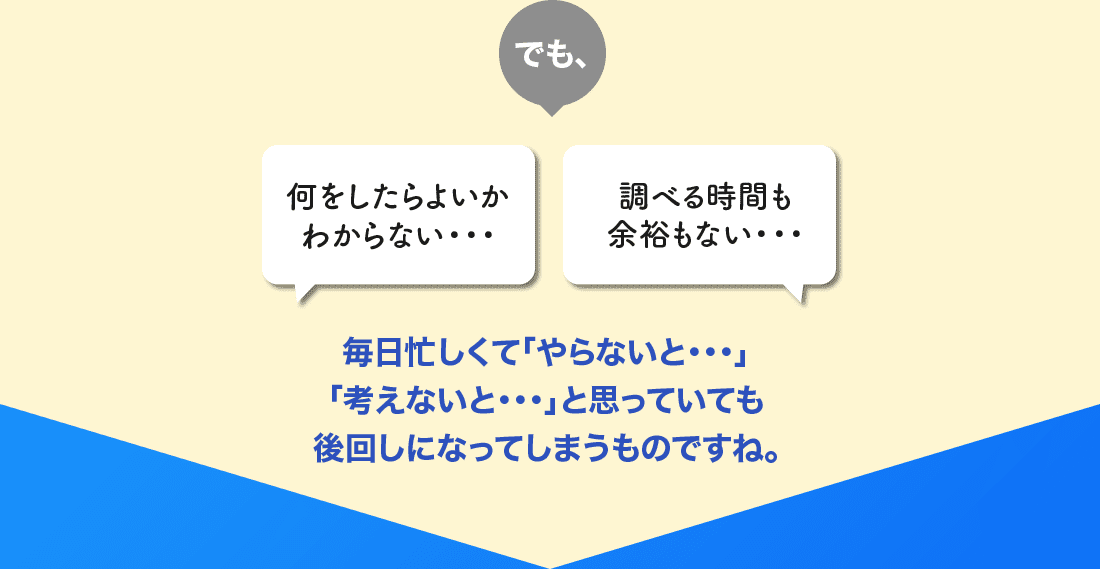 でも、
何をしたらよいか
わからない・・・
調べる時間も
余裕もない・・・
毎日忙しくて「やらないと・・・」
「考えないと・・・」と思っていても
後回しになってしまうものですね。